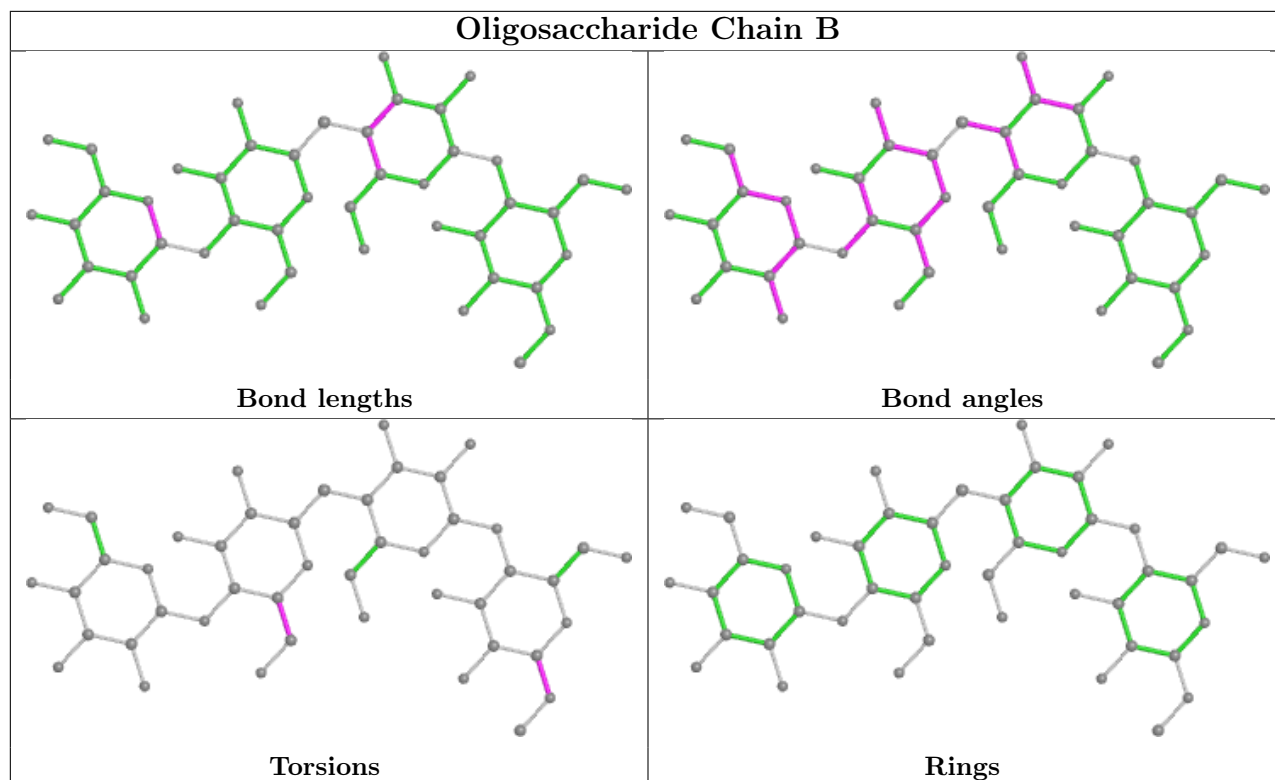 Oligosaccharide Chain B
Bond lengths
Bond angles
Torsions
Rings